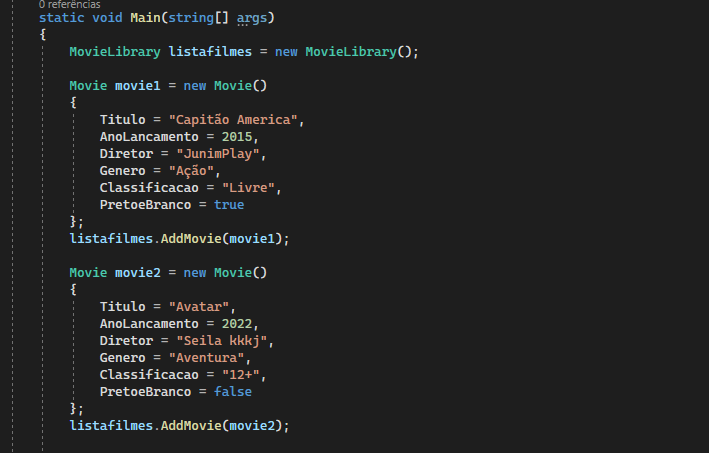 0 referências
static void Main(string[] args)
{
MovieLibrary listafilmes = new MovieLibrary();
Movie movie1 = new Movie()
{
Titulo = "Capitão America",
AnoLancamento = 2015,
Diretor = "JunimPlay",
Genero = "Ação",
Classificacao = "Livre",
PretoeBranco = true
};
listafilmes.AddMovie(movie1);
Movie movie2 = new Movie()
{
Titulo = "Avatar",
AnoLancamento = 2022,
Diretor = "Seila kkkj",
Genero = "Aventura",
Classificacao = "12+",
PretoeBranco = false
};
listafilmes.AddMovie(movie2);